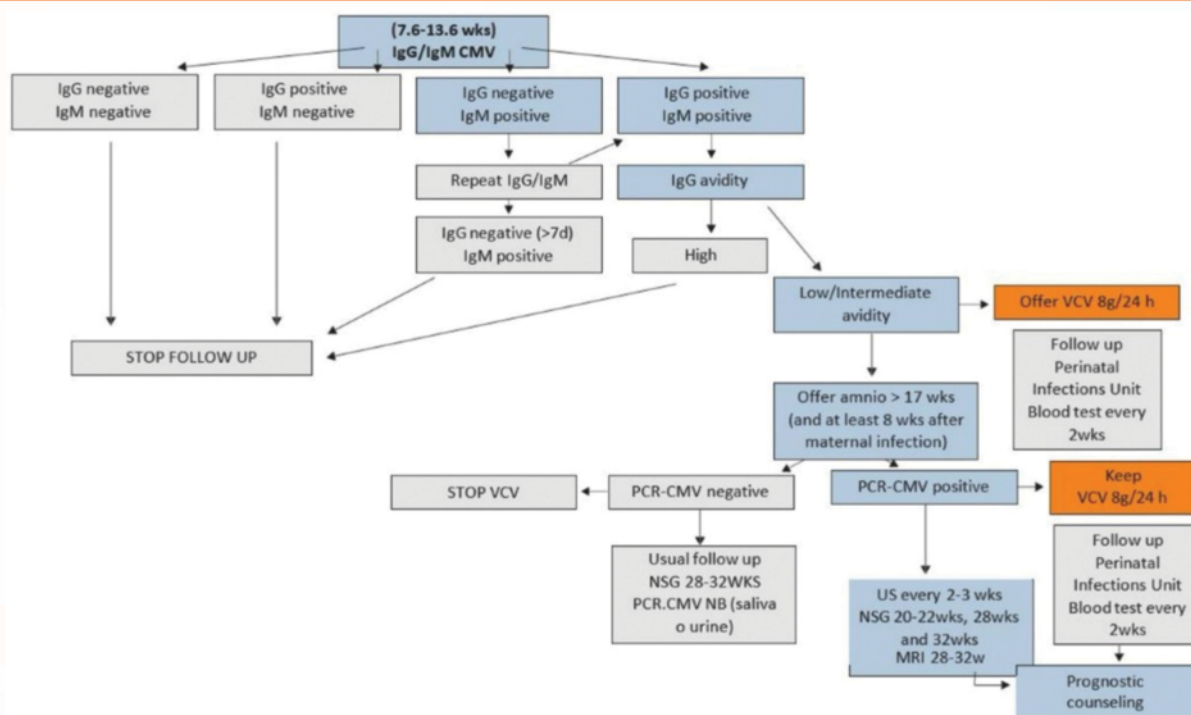 (7.6-13.6 wks)
IgG/IgM CMV
IgG negative
IgM negative
IgG positive
IgM negative
IgG negative
IgM positive
IgG positive
IgM positive
Repeat IgG/IgM
IgG avidity
IgG negative (>7d)
IgM positive
High
Low/Intermediate
avidity
Offer VCV 8g/24 h
STOP FOLLOW UP
Follow up
Perinatal
Infections Unit
Blood test every
2wks
Offer amnio > 17 wks
(and at least 8 wks after
maternal infection)
STOP VCV
PCR-CMV negative
PCR-CMV positive
Keep
VCV 8g/24 h
Usual follow up
NSG 28-32WKS
PCR.CMV NB (saliva
o urine)
US every 2-3 wks
NSG 20-22wks, 28wks
and 32wks
MRI 28-32w
Follow up
Perinatal
Infections Unit
Blood test every
2wks
Prognostic
counseling